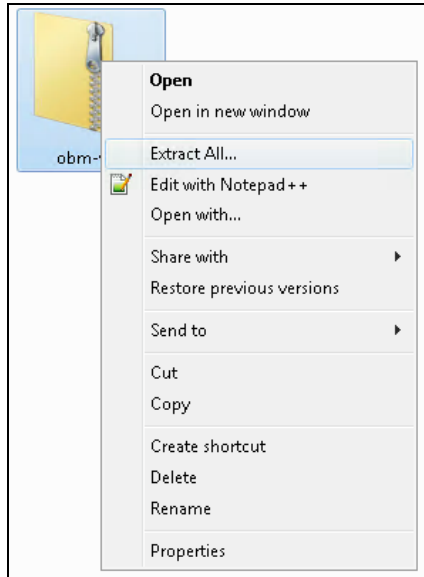 obm-
Open
Open in new window
Extract All...
Edit with Notepad++
Open with...
Share with
Restore previous versions
Send to
Cut
Copy
Create shortcut
Delete
Rename
Properties